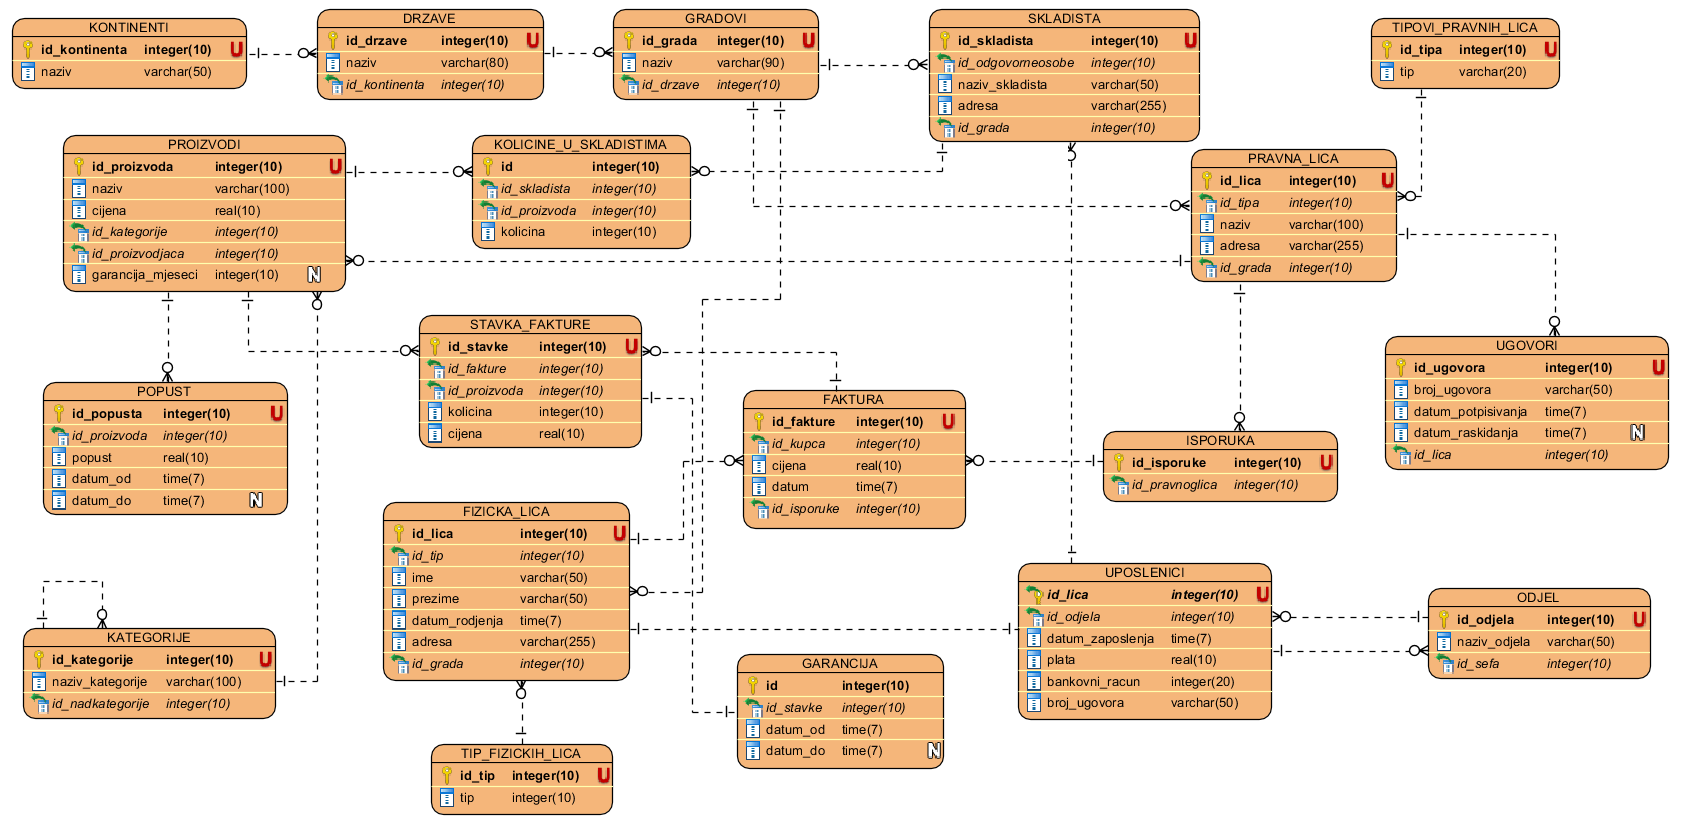 KONTINENTI
id_kontinenta integer(10) U
naziv varchar(50)
DRZAVE
id_drzave integer(10) U
naziv varchar(80)
id_kontinenta integer(10)
GRADOVI
id_grada integer(10) U
naziv varchar(90)
id_drzave integer(10)
SKLADISTA
id_skladista integer(10) U
id_odgovorneosobe integer(10)
naziv_skladista varchar(50)
adresa varchar(255)
id_grada integer(10)
TIPOVI_PRAVNIH_LICA
id_tipa integer(10) U
tip varchar(20)
PROIZVODI
id_proizvoda integer(10) U
naziv varchar(100)
cijena real(10)
id_kategorije integer(10)
id_proizvodjaca integer(10)
garancija_mjeseci integer(10) N
KOLICINE_U_SKLADISTIMA
id integer(10)
id_skladista integer(10)
id_proizvoda integer(10)
kolicina integer(10)
PRAVNA_LICA
id_lica integer(10) U
id_tipa integer(10)
naziv varchar(100)
adresa varchar(255)
id_grada integer(10)
STAVKA_FAKTURE
id_stavke integer(10) U
id_fakture integer(10)
id_proizvoda integer(10)
kolicina integer(10)
cijena real(10)
UGOVORI
id_ugovora integer(10) U
broj_ugovora varchar(50)
datum_potpisivanja time(7)
datum_raskidanja time(7) N
id_lica integer(10)
POPUST
id_popusta integer(10) U
id_proizvoda integer(10)
popust real(10)
datum_od time(7)
datum_do time(7) N
FAKTURA
id_fakture integer(10) U
id_kupca integer(10)
cijena real(10)
datum time(7)
id_isporuke integer(10)
ISPORUKA
id_isporuke integer(10) U
id_pravnoglica integer(10)
FIZICKA_LICA
id_lica integer(10) U
id_tip integer(10)
ime varchar(50)
prezime varchar(50)
datum_rodjenja time(7)
adresa varchar(255)
id_grada integer(10)
UPOSLENICI
id_lica integer(10) U
id_odjela integer(10)
datum_zaposlenja time(7)
plata real(10)
bankovni_racun integer(20)
broj_ugovora varchar(50)
ODJEL
id_odjela integer(10) U
naziv_odjela varchar(50)
id_sefa integer(10)
KATEGORIJE
id_kategorije integer(10) U
naziv_kategorije varchar(100)
id_nadkategorije integer(10)
GARANCIJA
id integer(10)
id_stavke integer(10)
datum_od time(7)
datum_do time(7) N
TIP_FIZICKIH_LICA
id_tip integer(10) U
tip integer(10)